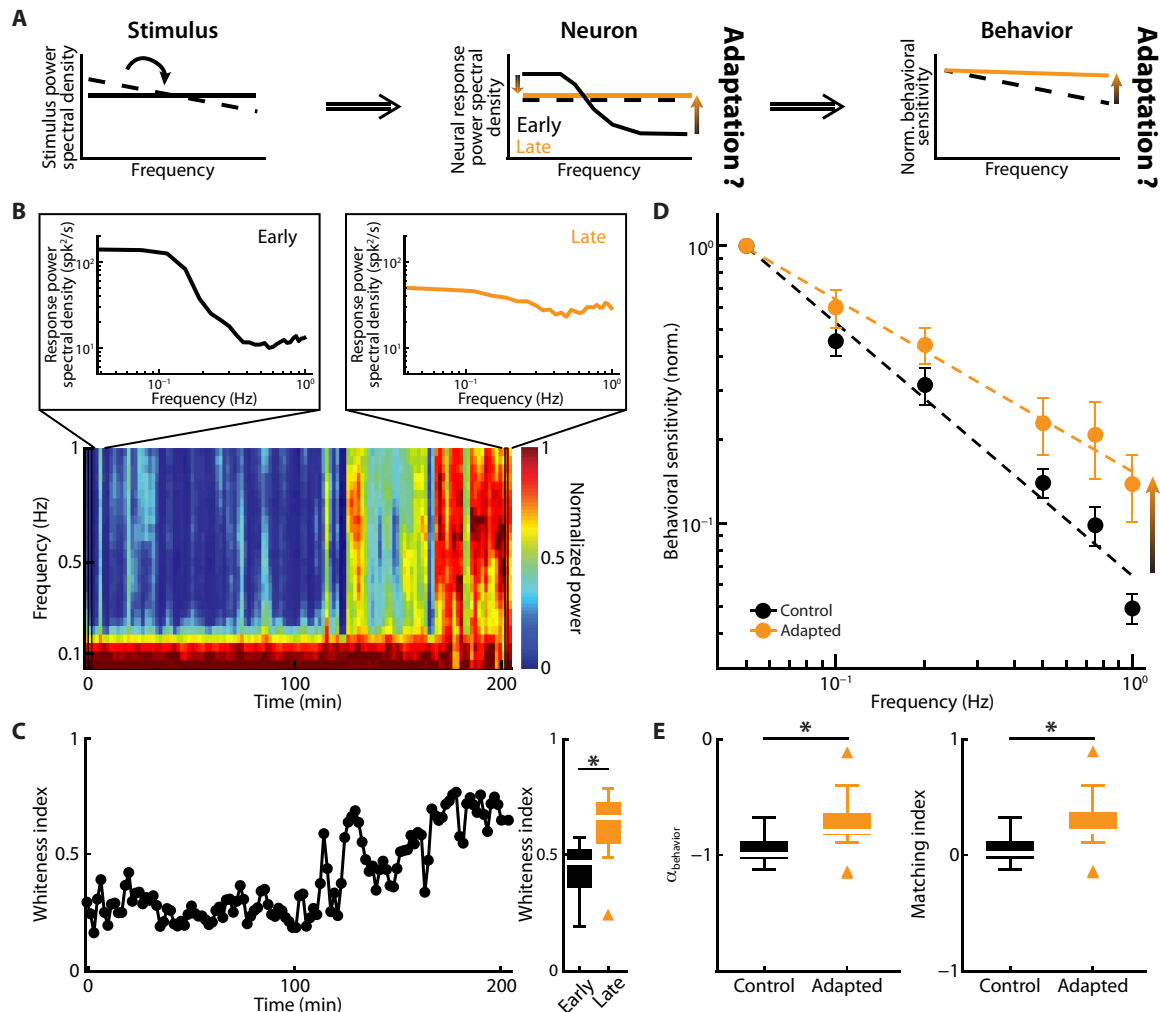 A
Stimulus
Stimulus power
spectral density
Frequency
Neuron
Neural response
power spectral
density
Early
Late
Frequency
Adaptation ?
Behavior
Norm. behavioral
sensitivity
Frequency
Adaptation ?
B
Response power
spectral density (spk²/s)
10²
10¹
Early
10⁻¹
10⁰
Frequency (Hz)
Response power
spectral density (spk²/s)
10²
10¹
Late
10⁻¹
10⁰
Frequency (Hz)
Frequency (Hz)
1
0.5
0.1
0
100
200
Time (min)
1
0.5
0
Normalized power
C
Whiteness index
1
0.5
0
0
100
200
Time (min)
Whiteness index
1
0.5
0
*
Early
Late
D
Behavioral sensitivity (norm.)
10⁰
10⁻¹
Control
Adapted
10⁻¹
10⁰
Frequency (Hz)
E
α behavior
0
−1
*
Control
Adapted
Matching index
1
0
−1
*
Control
Adapted